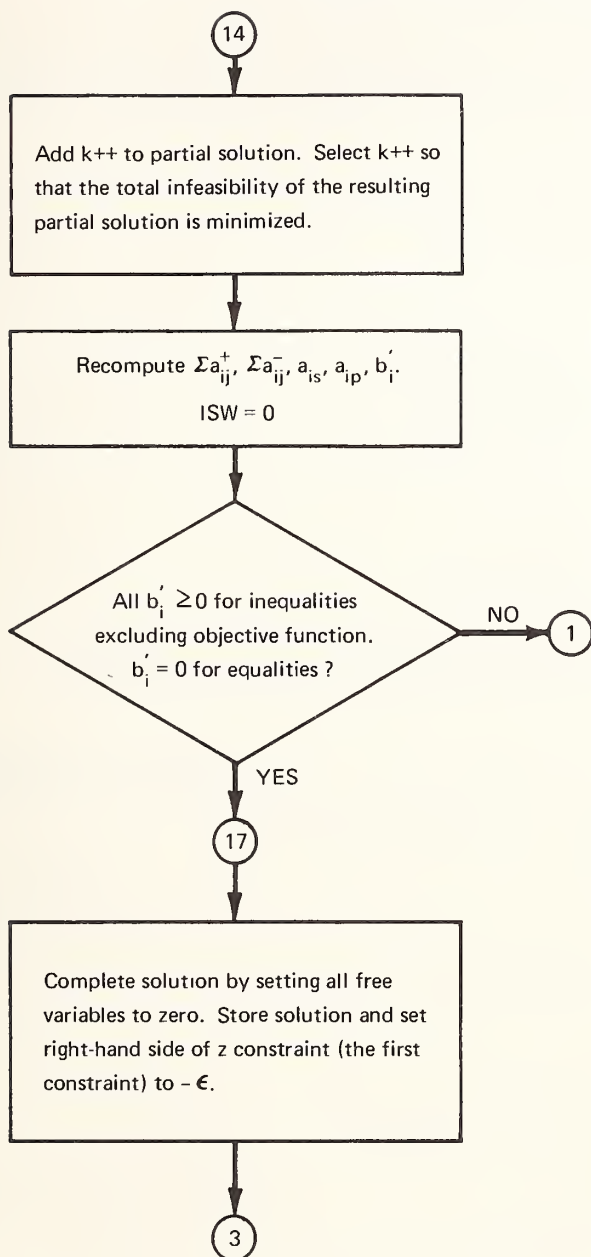 14
Add k++ to partial solution. Select k++ so
that the total infeasibility of the resulting
partial solution is minimized.
Recompute Σa⁺ᵢⱼ, Σa⁻ᵢⱼ, aᵢₛ, aᵢₚ, b′ᵢ.
ISW = 0
All b′ᵢ ≥0 for inequalities
excluding objective function.
b′ᵢ = 0 for equalities ?
NO
1
YES
17
Complete solution by setting all free
variables to zero. Store solution and set
right-hand side of z constraint (the first
constraint) to – ϵ.
3